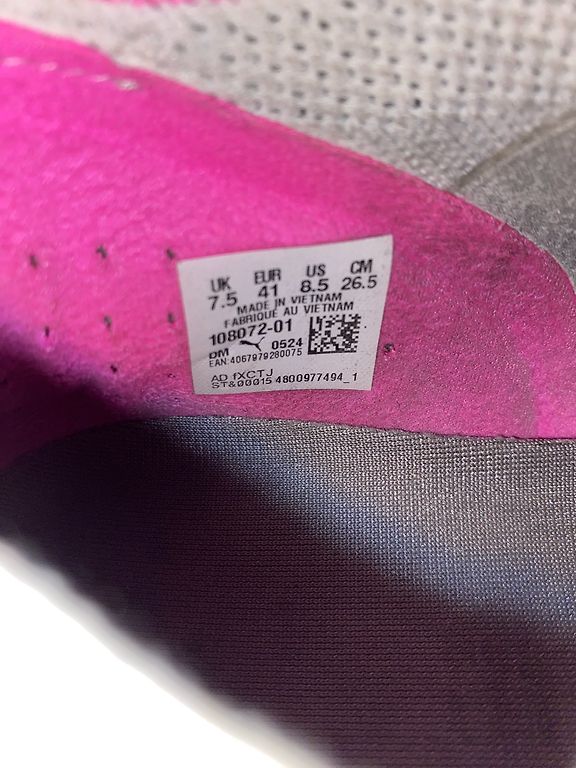 UK EUR US CM
7.5 41 8.5 26.5
MADE IN VIETNAM
FABRIQUE AU VIETNAM
108072-01
DM 0524
EAN:4067979280075
AD fXCTJ
ST&00015 4800977494_1